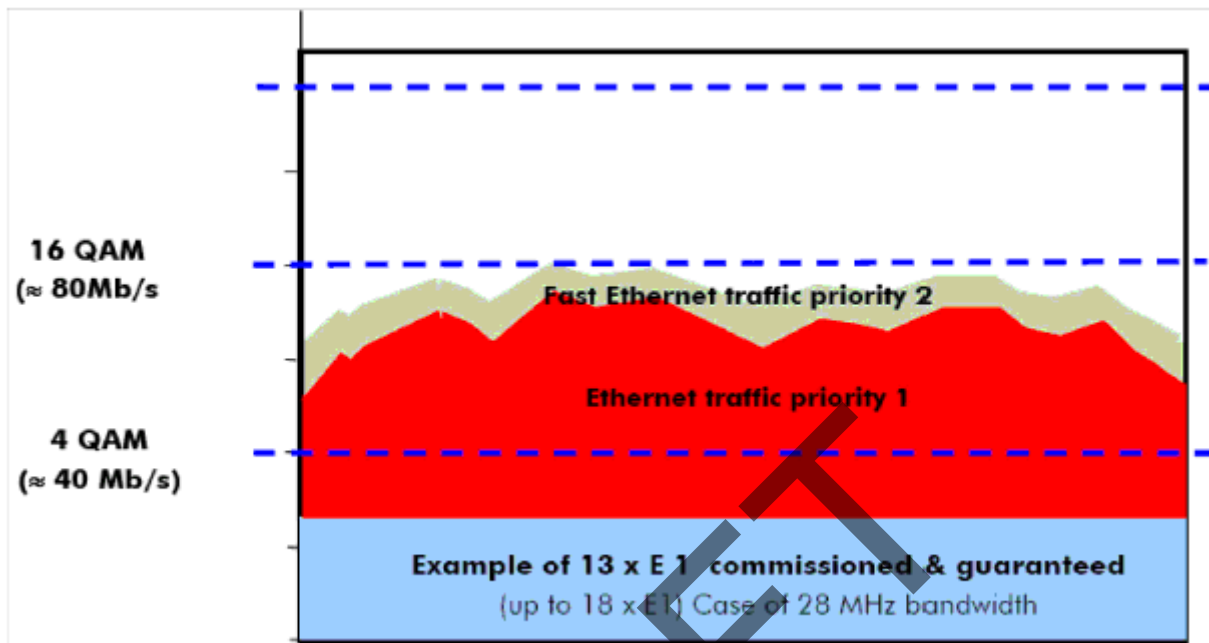 16 QAM
(≈ 80Mb/s
Fast Ethernet traffic priority 2
Ethernet traffic priority 1
4 QAM
(≈ 40 Mb/s)
Example of 13 x E 1 commissioned & guaranteed
(up to 18 x E1) Case of 28 MHz bandwidth
ET